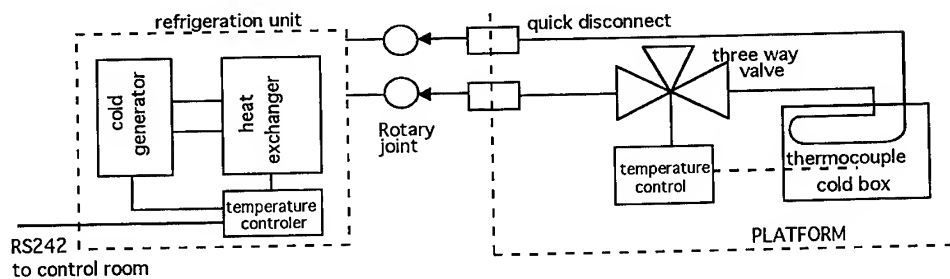 refrigeration unit
quick disconnect
three way
valve
cold
generator
heat
exchanger
Rotary
joint
thermocouple
temperature
control
cold box
temperature
controler
PLATFORM
RS242
to control room